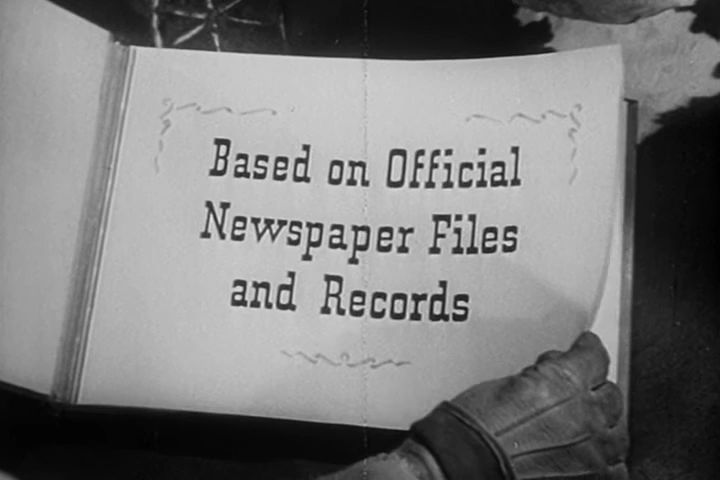 Based on Official
Newspaper Files
and Records